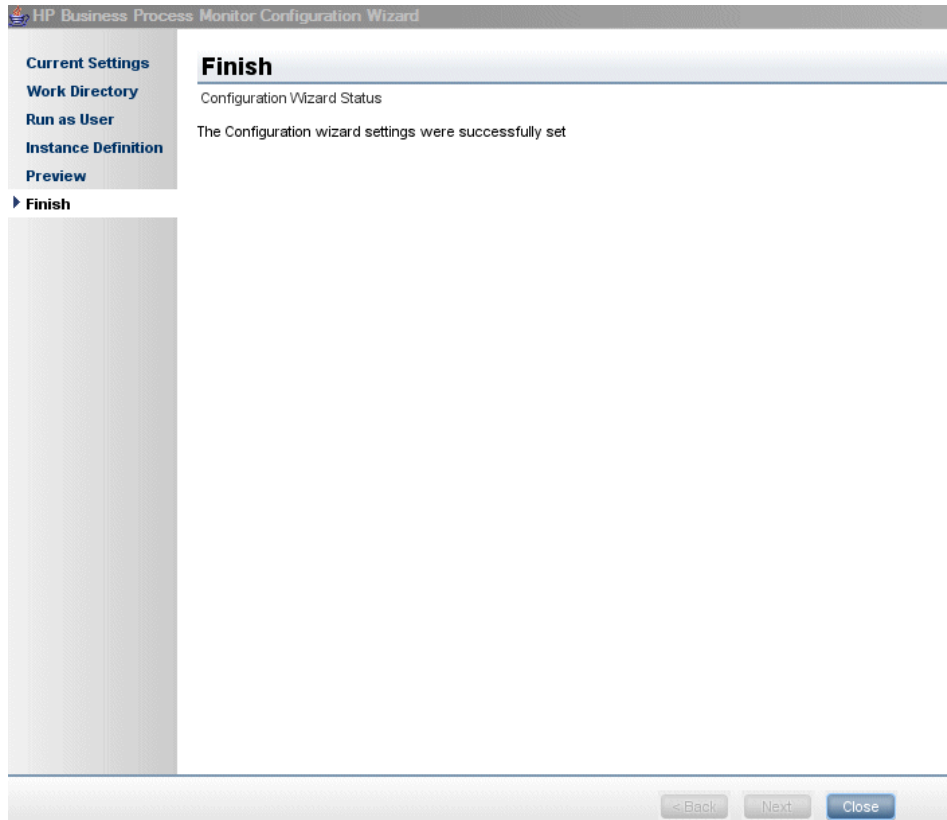 HP Business Process Monitor Configuration Wizard
Current Settings
Work Directory
Run as User
Instance Definition
Preview
Finish
Finish
Configuration Wizard Status
The Configuration wizard settings were successfully set
< Back Next Close